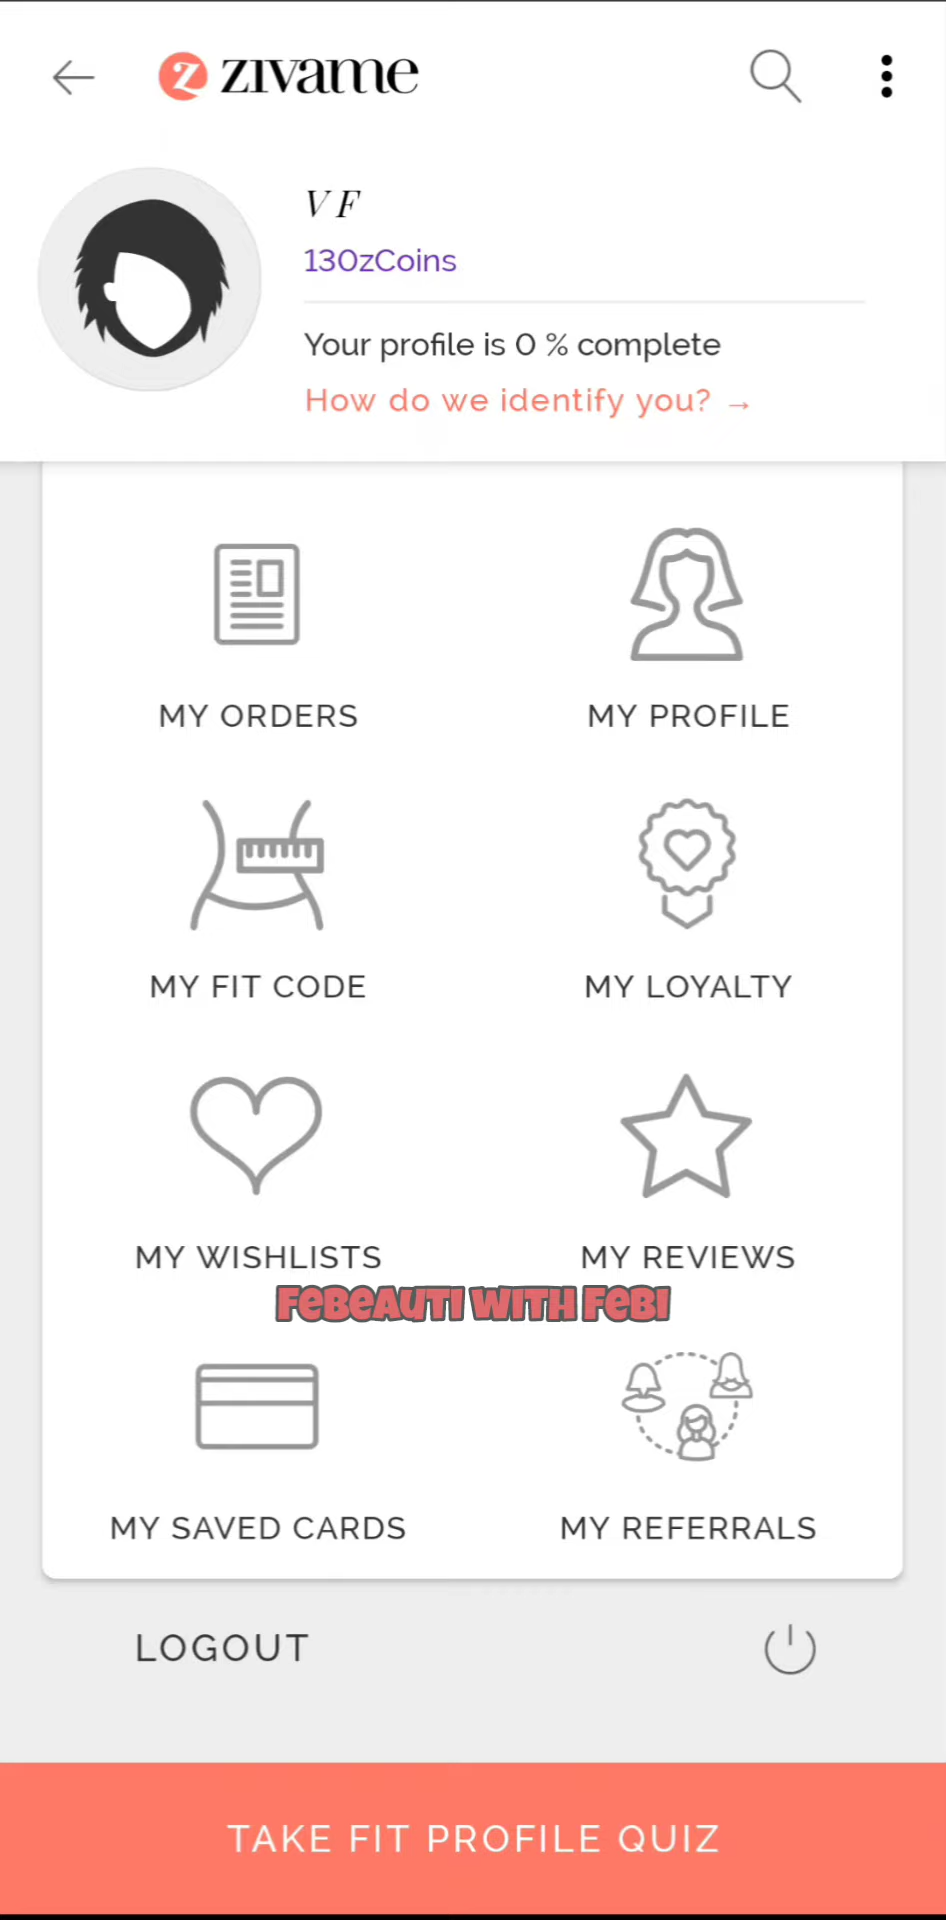 zivame
V F
130zCoins
Your profile is 0 % complete
How do we identify you? →
MY ORDERS
MY PROFILE
MY FIT CODE
MY LOYALTY
MY WISHLISTS
MY REVIEWS
FEBEAUTI WITH FEBI
MY SAVED CARDS
MY REFERRALS
LOGOUT
TAKE FIT PROFILE QUIZ